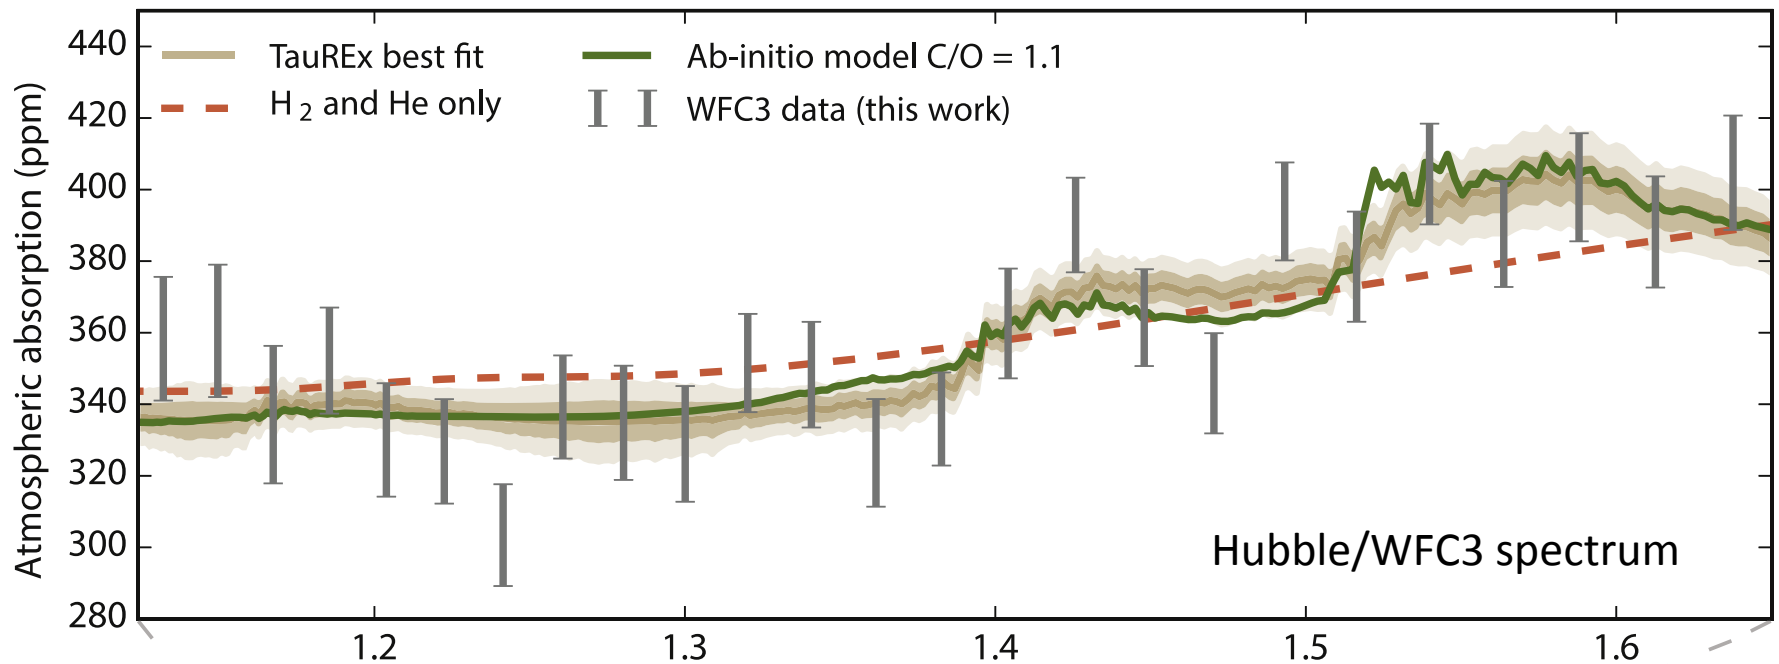 Atmospheric absorption (ppm)
440
420
400
380
360
340
320
300
280
TauREx best fit
H2 and He only
Ab-initio model C/O = 1.1
WFC3 data (this work)
Hubble/WFC3 spectrum
1.2 1.3 1.4 1.5 1.6